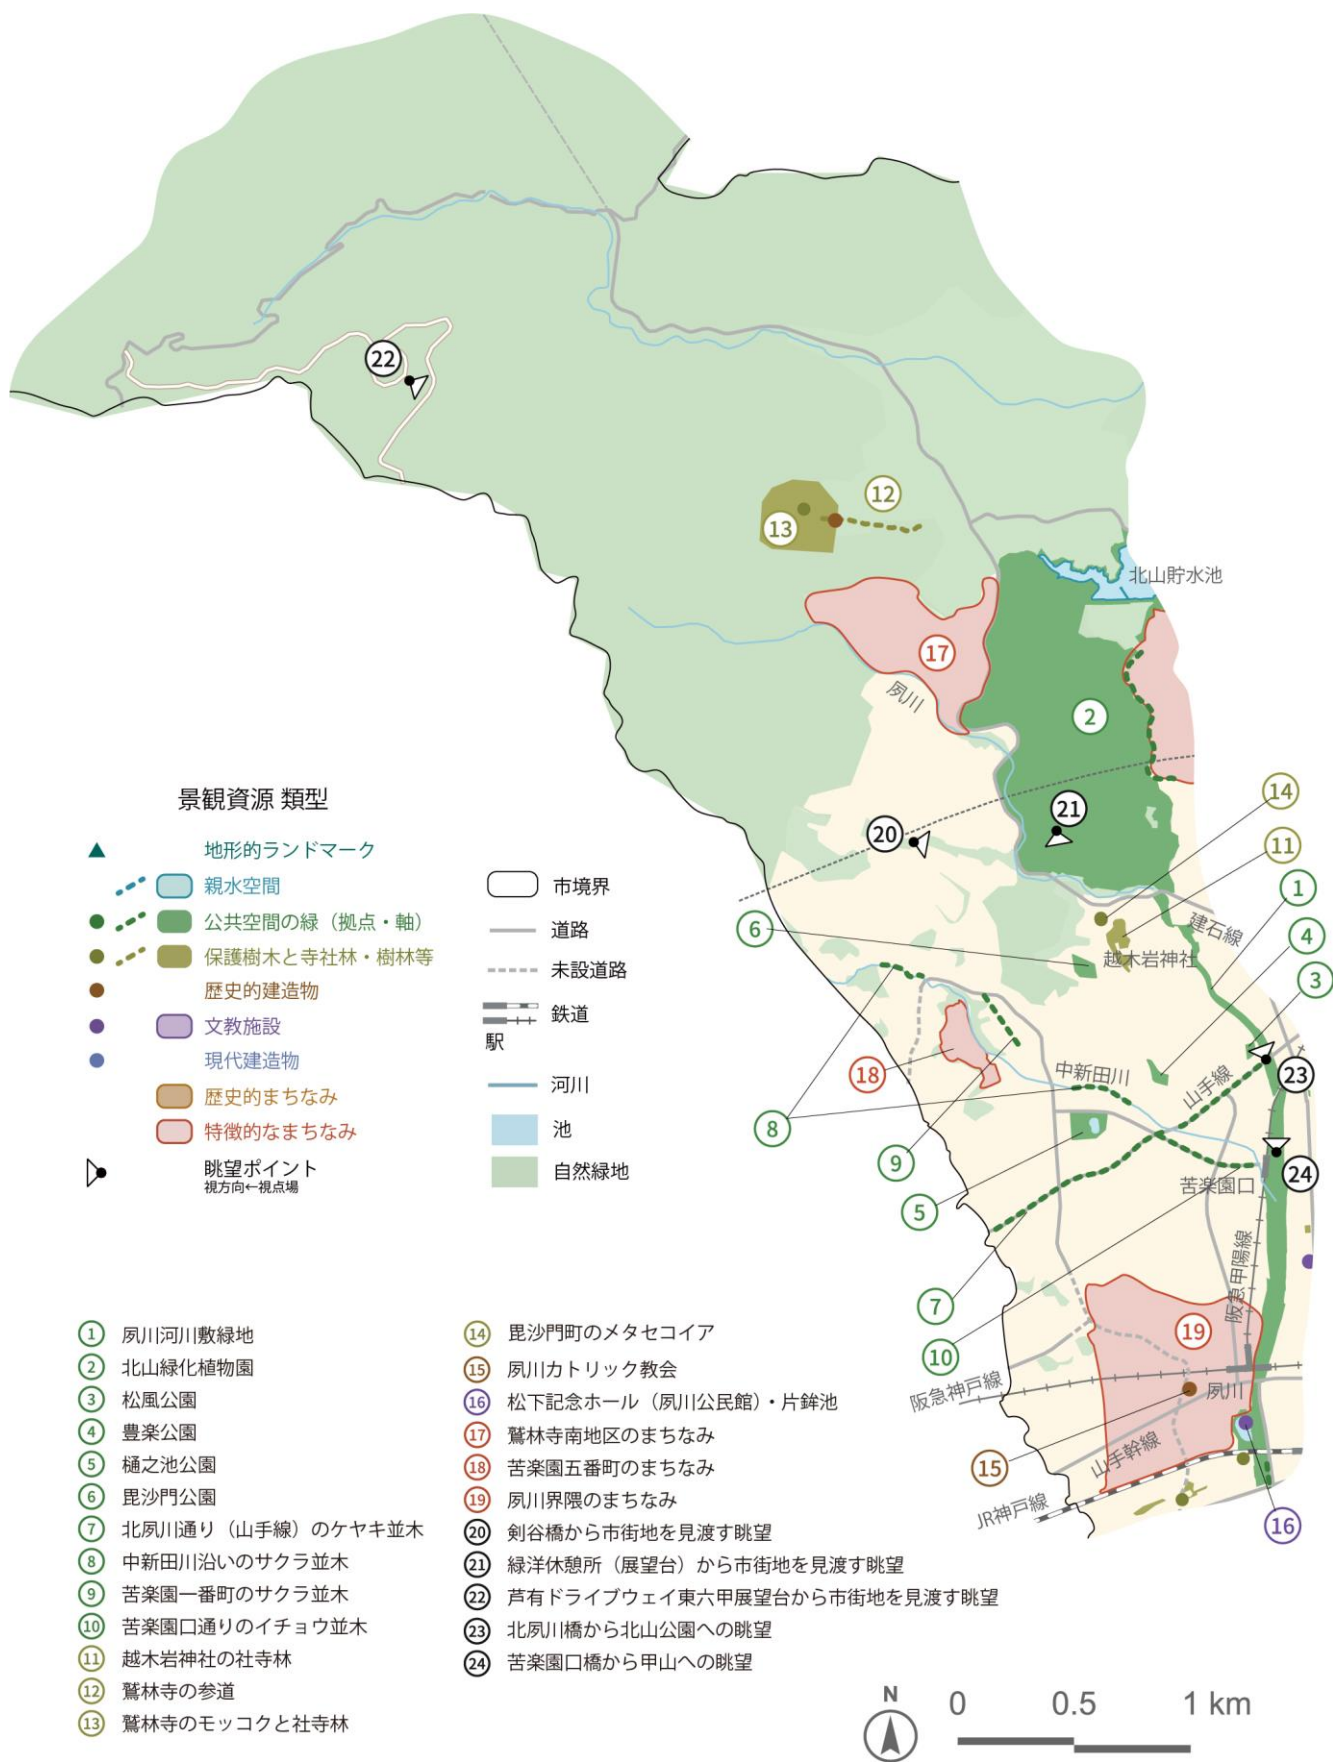 22
12
13
北山貯水池
17
夙川
2
景観資源 類型
地形的ランドマーク
親水空間
公共空間の緑（拠点・軸）
保護樹木と寺社林・樹林等
歴史的建造物
文教施設
現代建造物
歴史的まちなみ
特徴的なまちなみ
眺望ポイント
視方向←視点場
市境界
道路
未設道路
鉄道
駅
河川
池
自然緑地
20
21
14
11
1
6
建石線
4
越木岩神社
3
18
中新田川
山手線
23
8
9
5
苦楽園口
24
阪急甲陽線
7
10
19
阪急神戸線
夙川
15
山手幹線
JR神戸線
16
1 夙川河川敷緑地
2 北山緑化植物園
3 松風公園
4 豊楽公園
5 樋之池公園
6 毘沙門公園
7 北夙川通り（山手線）のケヤキ並木
8 中新田川沿いのサクラ並木
9 苦楽園一番町のサクラ並木
10 苦楽園口通りのイチョウ並木
11 越木岩神社の社寺林
12 鷲林寺の参道
13 鷲林寺のモッコクと社寺林
14 毘沙門町のメタセコイア
15 夙川カトリック教会
16 松下記念ホール（夙川公民館）・片鉾池
17 鷲林寺南地区のまちなみ
18 苦楽園五番町のまちなみ
19 夙川界隈のまちなみ
20 剣谷橋から市街地を見渡す眺望
21 緑洋休憩所（展望台）から市街地を見渡す眺望
22 芦有ドライブウェイ東六甲展望台から市街地を見渡す眺望
23 北夙川橋から北山公園への眺望
24 苦楽園口橋から甲山への眺望
N
0 0.5 1 km